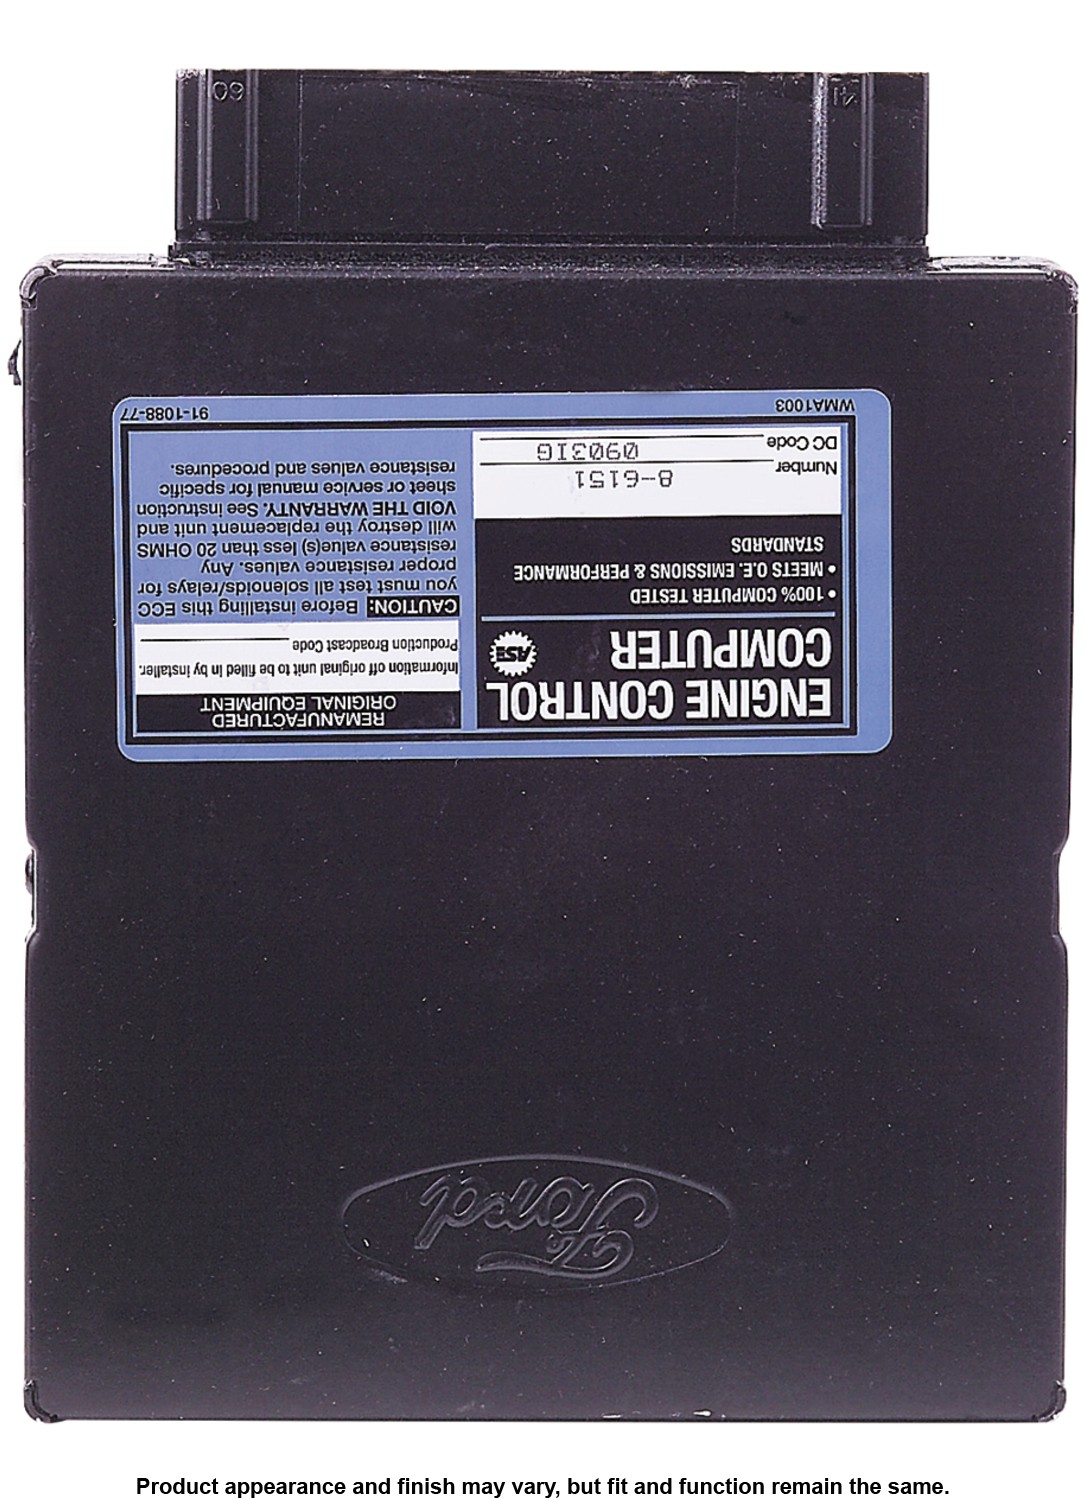 60
41
ENGINE CONTROL
COMPUTER
ASE
• 100% COMPUTER TESTED
• MEETS O.E. EMISSIONS & PERFORMANCE
STANDARDS
Number
8-6151
DC Code
09031G
WMA1003
REMANUFACTURED
ORIGINAL EQUIPMENT
Information off original unit to be filled in by installer.
Production Broadcast Code
CAUTION: Before installing this ECC
you must test all solenoids/relays for
proper resistance values. Any
resistance value(s) less than 20 OHMS
will destroy the replacement unit and
VOID THE WARRANTY. See instruction
sheet or service manual for specific
resistance values and procedures.
91-1088-77
Ford
Product appearance and finish may vary, but fit and function remain the same.